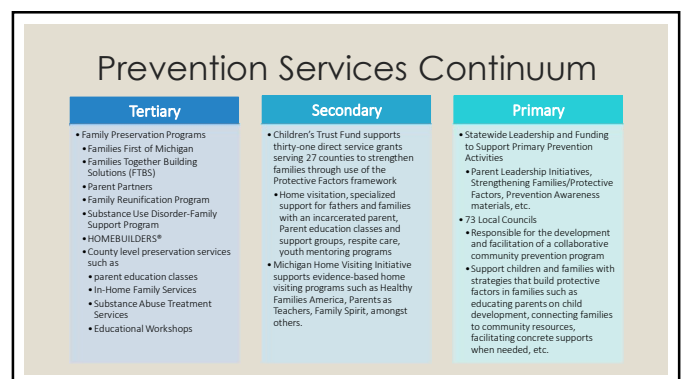 Prevention Services Continuum
Tertiary
• Family Preservation Programs
• Families First of Michigan
• Families Together Building
Solutions (FTBS)
• Parent Partners
• Family Reunification Program
• Substance Use Disorder-Family
Support Program
• HOMEBUILDERS®
• County level preservation services
such as
• parent education classes
• In-Home Family Services
• Substance Abuse Treatment
Services
• Educational Workshops
Secondary
• Children's Trust Fund supports
thirty-one direct service grants
serving 27 counties to strengthen
families through use of the
Protective Factors framework
• Home visitation, specialized
support for fathers and families
with an incarcerated parent,
Parent education classes and
support groups, respite care,
youth mentoring programs
• Michigan Home Visiting Initiative
supports evidence-based home
visiting programs such as Healthy
Families America, Parents as
Teachers, Family Spirit, amongst
others.
Primary
• Statewide Leadership and Funding
to Support Primary Prevention
Activities
• Parent Leadership Initiatives,
Strengthening Families/Protective
Factors, Prevention Awareness
materials, etc.
• 73 Local Councils
• Responsible for the development
and facilitation of a collaborative
community prevention program
• Support children and families with
strategies that build protective
factors in families such as
educating parents on child
development, connecting families
to community resources,
facilitating concrete supports
when needed, etc.